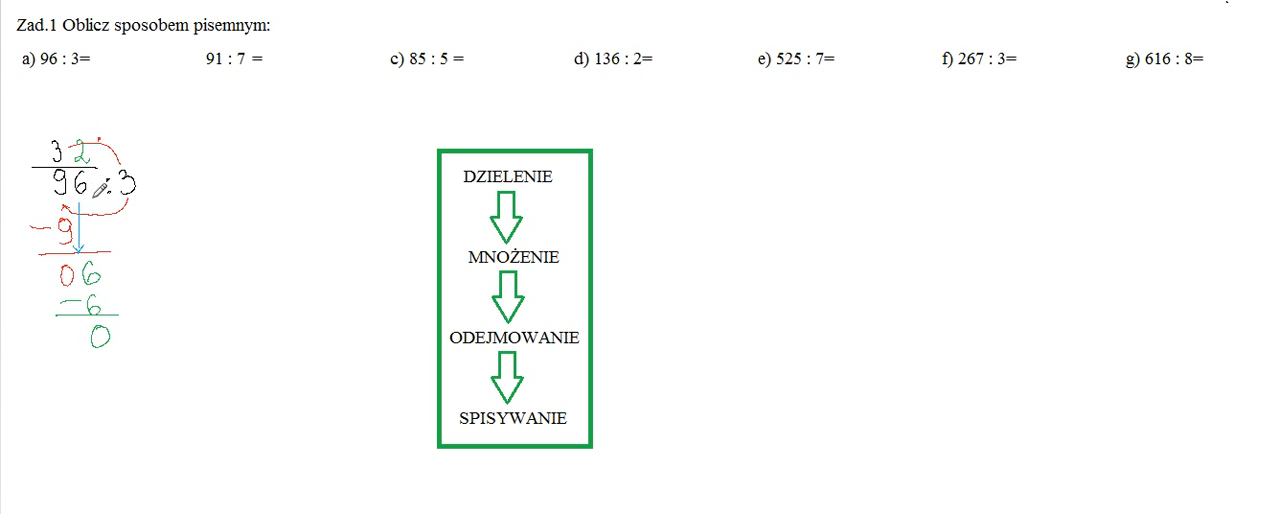 Zad.1 Oblicz sposobem pisemnym:
a) 96 : 3= 91 : 7 = c) 85 : 5 = d) 136 : 2= e) 525 : 7= f) 267 : 3= g) 616 : 8=
32
96 : 3
-9
06
-6
0
DZIELENIE
MNOŻENIE
ODEJMOWANIE
SPISYWANIE